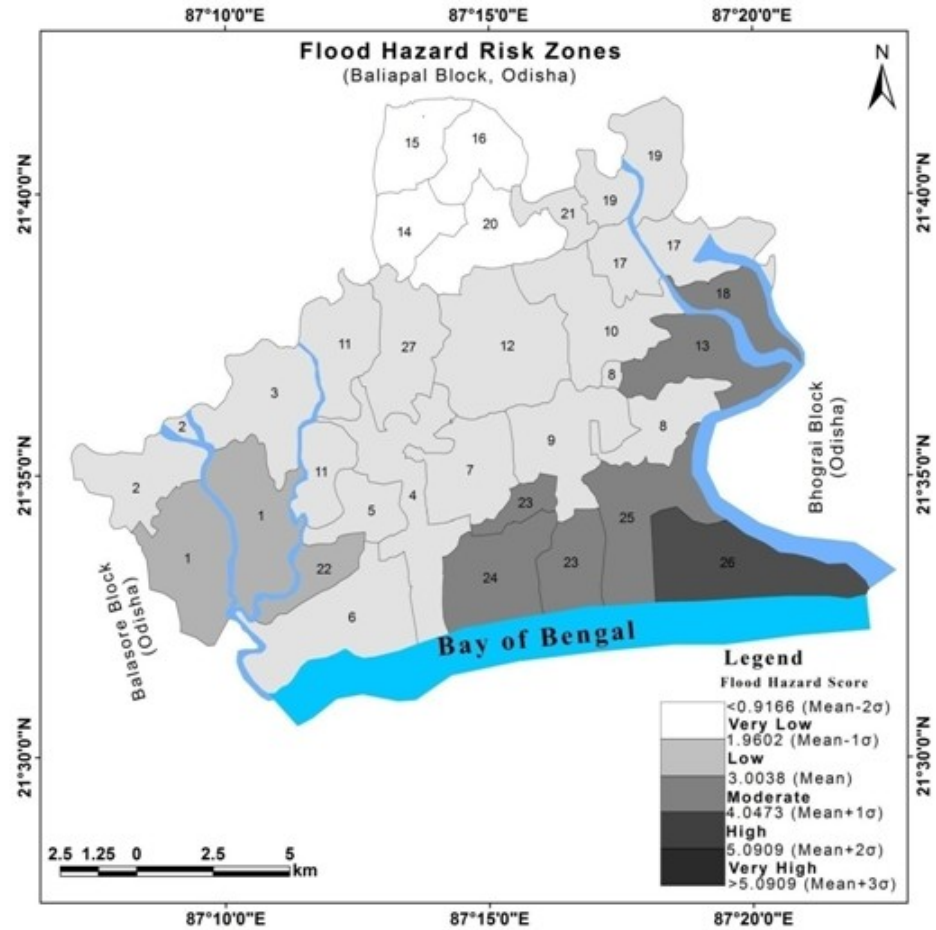 87°10'0"E 87°15'0"E 87°20'0"E
Flood Hazard Risk Zones
(Baliapal Block, Odisha)
N
15
16
19
21°40'0"N
21°40'0"N
19
21
20
14
17
17
18
11
27
12
10
13
8
3
2
8
9
Bhograi Block
(Odisha)
21°35'0"N
21°35'0"N
2
11
7
4
5
23
1
25
1
22
24
23
26
6
Balasore Block
(Odisha)
Bay of Bengal
Legend
Flood Hazard Score
<0.9166 (Mean-2σ)
Very Low
1.9602 (Mean-1σ)
Low
3.0038 (Mean)
Moderate
4.0473 (Mean+1σ)
High
5.0909 (Mean+2σ)
Very High
>5.0909 (Mean+3σ)
21°30'0"N
21°30'0"N
2.5 1.25 0 2.5 5
km
87°10'0"E 87°15'0"E 87°20'0"E